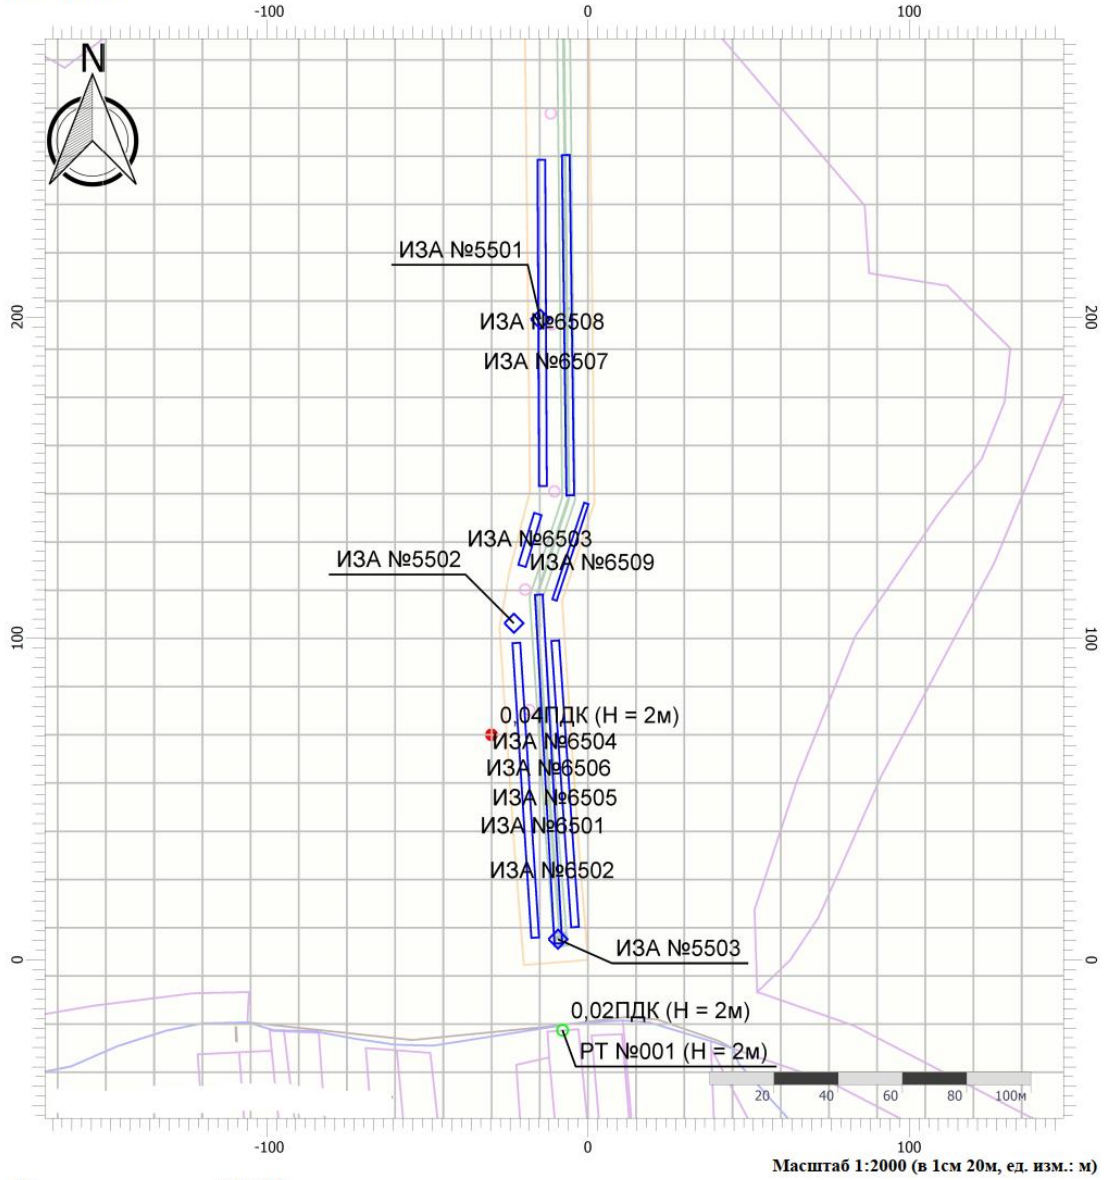 -100 0 100
N
ИЗА №5501
200 200
ИЗА №6508
ИЗА №6507
ИЗА №6503
ИЗА №5502
ИЗА №6509
100 100
0,04ПДК (Н = 2м)
ИЗА №6504
ИЗА №6506
ИЗА №6505
ИЗА №6501
ИЗА №6502
ИЗА №5503
0 0
0,02ПДК (Н = 2м)
РТ №001 (Н = 2м)
20 40 60 80 100м
-100 0 100
Масштаб 1:2000 (в 1см 20м, ед. изм.: м)